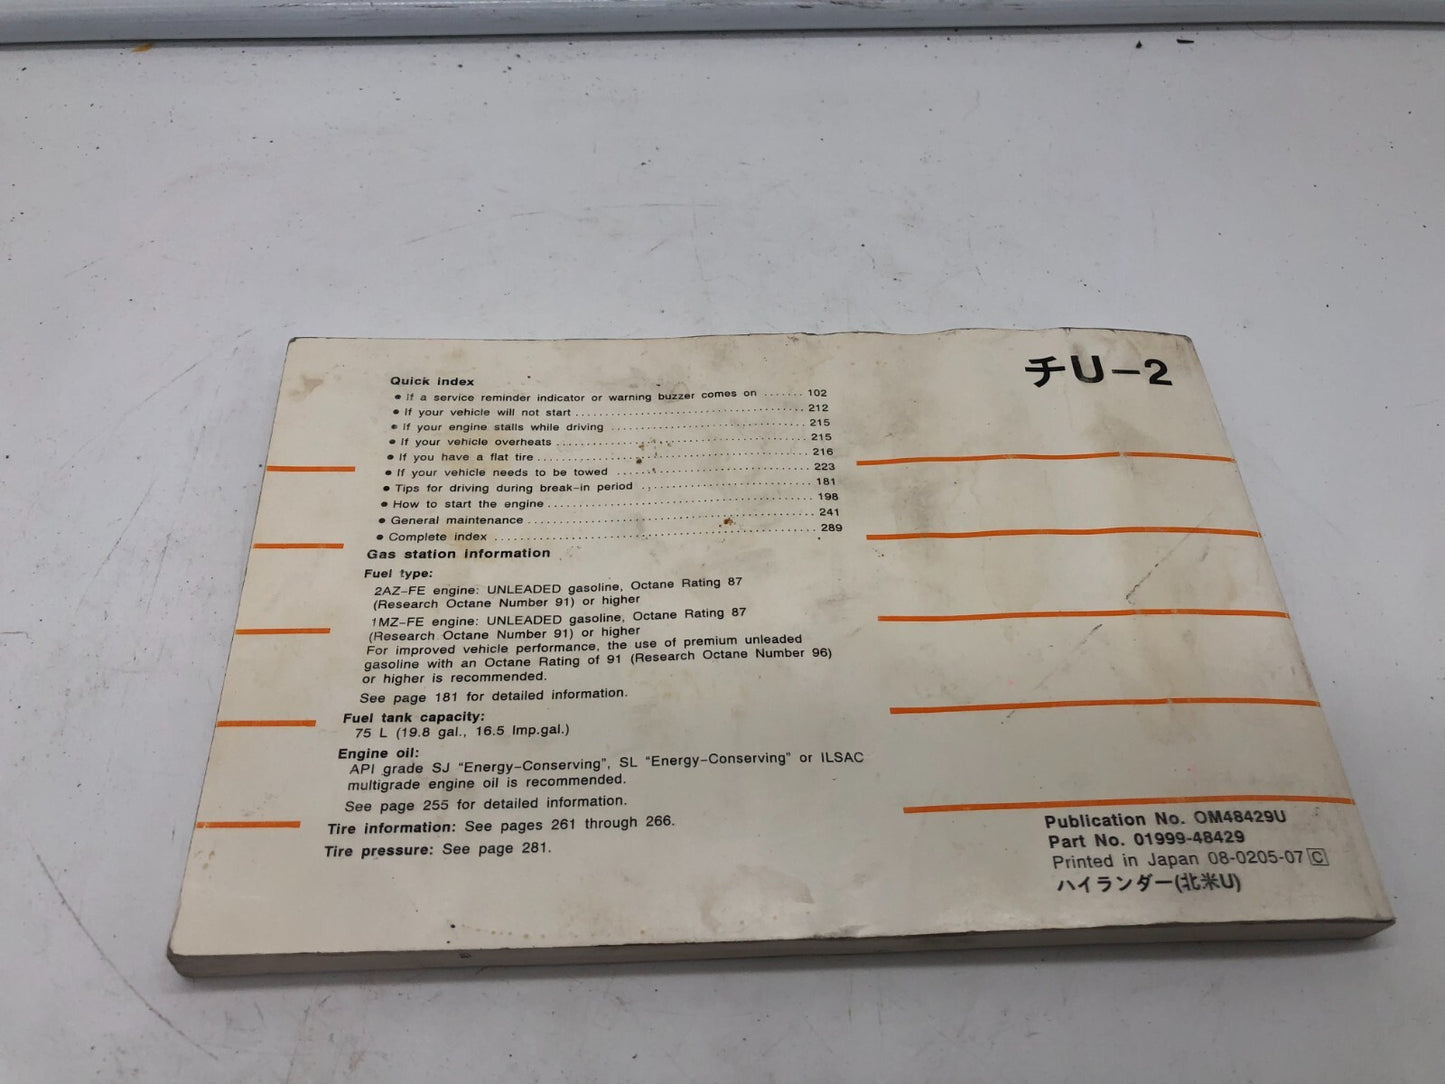 チU−2
Quick index
● If a service reminder indicator or warning buzzer comes on ....... 102
● If your vehicle will not start ........................................ 212
● If your engine stalls while driving .................................. 215
● If your vehicle overheats ............................................ 215
● If you have a flat tire ................................................ 216
● If your vehicle needs to be towed .................................. 223
● Tips for driving during break−in period ............................ 181
● How to start the engine ............................................. 198
● General maintenance ................................................ 241
● Complete index ...................................................... 289
Gas station information
Fuel type:
2AZ−FE engine: UNLEADED gasoline, Octane Rating 87
(Research Octane Number 91) or higher
1MZ−FE engine: UNLEADED gasoline, Octane Rating 87
(Research Octane Number 91) or higher
For improved vehicle performance, the use of premium unleaded
gasoline with an Octane Rating of 91 (Research Octane Number 96)
or higher is recommended.
See page 181 for detailed information.
Fuel tank capacity:
75 L (19.8 gal., 16.5 Imp.gal.)
Engine oil:
API grade SJ “Energy−Conserving”, SL “Energy−Conserving” or ILSAC
multigrade engine oil is recommended.
See page 255 for detailed information.
Tire information: See pages 261 through 266.
Tire pressure: See page 281.
Publication No. OM48429U
Part No. 01999-48429
Printed in Japan 08-0205-07 C
ハイランダー(北米U)